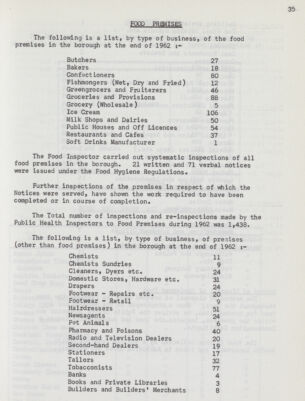 35
FOOD PREMISES
The following is a list, by type of business, of the food
premises in the borough at the end of 1962 :-
Butchers 27
Bakers 18
Confectioners 80
Fishmongers (Wet, Dry and Fried) 12
Greengrocers and Fruiterers 46
Groceries and Provisions 88
Grocery (Wholesale) 5
Ice Cream 106
Milk Shops and Dairies 50
Public Houses and Off Licences 54
Restaurants and Cafes 37
Soft Drinks Manufacturer 1
The Food Inspector carried out systematic inspections of all
food premises in the borough. 21 written and 71 verbal notices
were issued under the Food Hygiene Regulations.
Further inspections of the premises in respect of which the
Notices were served, have shown the work required to have been
completed or in course of completion.
The Total number of inspections and re-inspections made by the
Public Health Inspectors to Food Premises during 1962 was 1,438.
The following is a list, by type of business, of premises
(other than food premises) in the borough at the end of 1962 :-
Chemists 11
Chemists Sundries 9
Cleaners, Dyers etc. 24
Domestic Stores, Hardware etc. 31
Drapers 24
Footwear - Repairs etc. 20
Footwear - Retail 9
Hairdressers 51
Newsagents 24
Pet Animals 6
Pharmacy and Poisons 40
Radio and Television Dealers 20
Second-hand Dealers 19
Stationers 17
Tailors 32
Tobacconists 77
Banks 4
Books and Private Libraries 3
Builders and Builders' Merchants 8